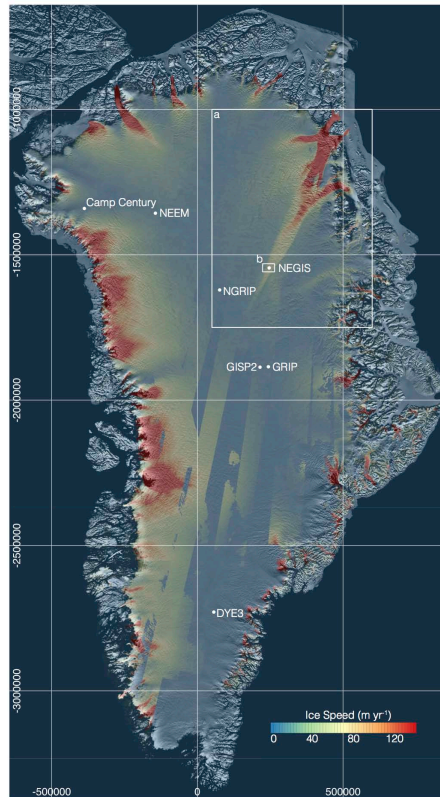 -1000000
a
Camp Century
NEEM
-1500000
b
NEGIS
NGRIP
GISP2 GRIP
-2000000
-2500000
DYE3
-3000000
Ice Speed (m yr⁻¹)
0 40 80 120
-500000 0 500000